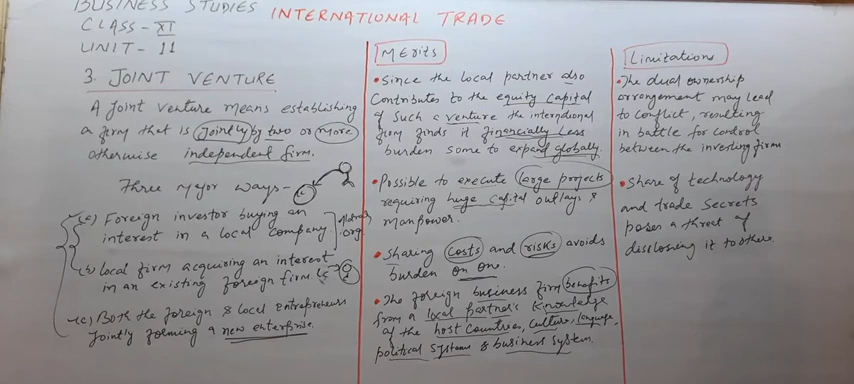 BUSINESS STUDIES
INTERNATIONAL TRADE
CLASS - XI
UNIT - 11
3. JOINT VENTURE
A Joint venture means establishing
a firm that is Jointly by two or more
otherwise independent firm.
Three Major ways -
(a) Foreign investor buying an
interest in a local company.
(b) Local firm acquiring an interest
in an existing foreign firm.
(c) Both the foreign & local entrepreneurs
Jointly forming a new enterprise.
Merits
• Since the local partner also
contributes to the equity capital
of such a venture the international
firm finds it financially less
burden some to expand globally.
• Possible to execute large projects
requiring huge capital outlays &
manpower.
• Sharing costs and risks avoids
burden on one.
• The foreign business firm benefits
from a local partner's knowledge
of the host countries, culture, language,
political systems & business system.
Limitations
• The dual ownership
arrangement may lead
to conflict, resulting
in battle for control
between the investing firms
• Share of technology
and trade secrets
poses a threat of
disclosing it to others.